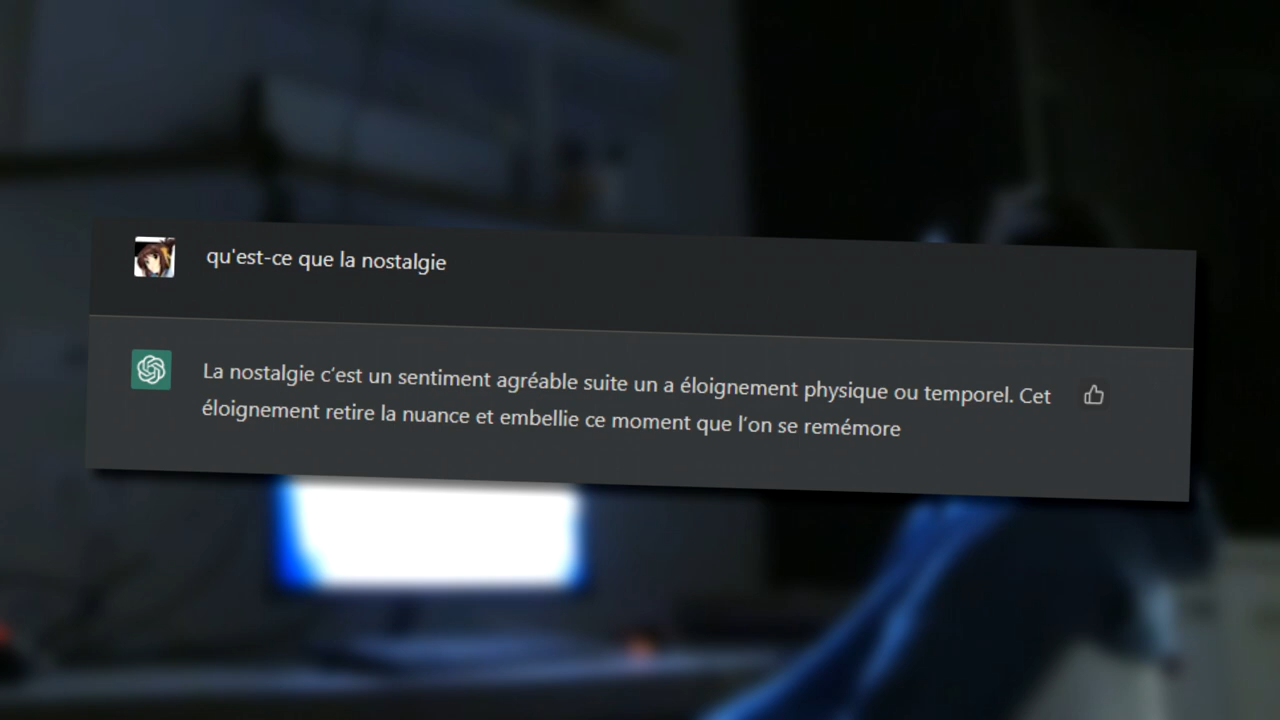 qu'est-ce que la nostalgie
La nostalgie c'est un sentiment agréable suite un a éloignement physique ou temporel. Cet
éloignement retire la nuance et embellie ce moment que l'on se remémore